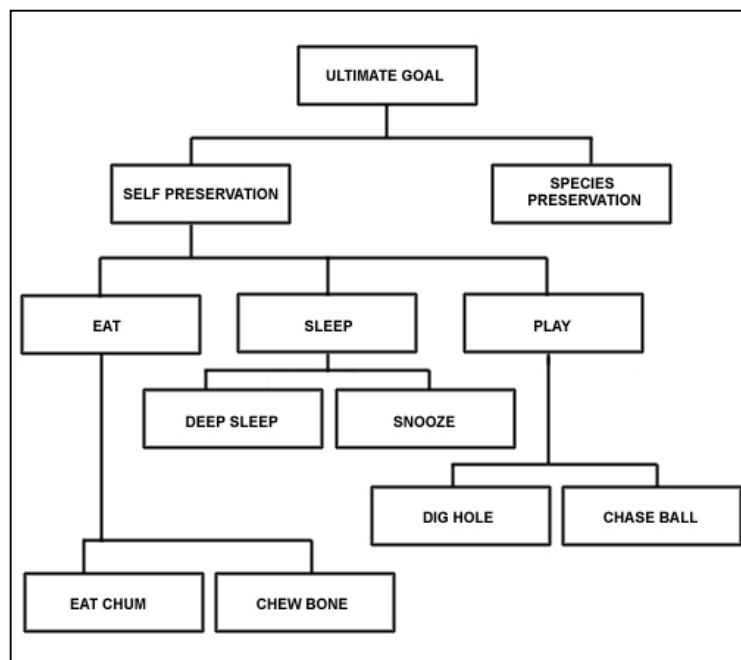 ULTIMATE GOAL
SELF PRESERVATION
SPECIES
PRESERVATION
EAT
SLEEP
PLAY
DEEP SLEEP
SNOOZE
DIG HOLE
CHASE BALL
EAT CHUM
CHEW BONE